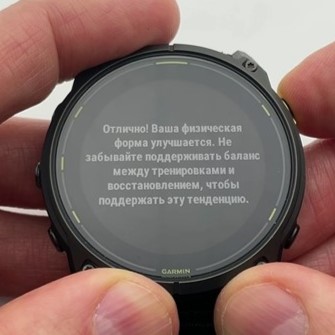 Отлично! Ваша физическая
форма улучшается. Не
забывайте поддерживать баланс
между тренировками и
восстановлением, чтобы
поддержать эту тенденцию.
GARMIN